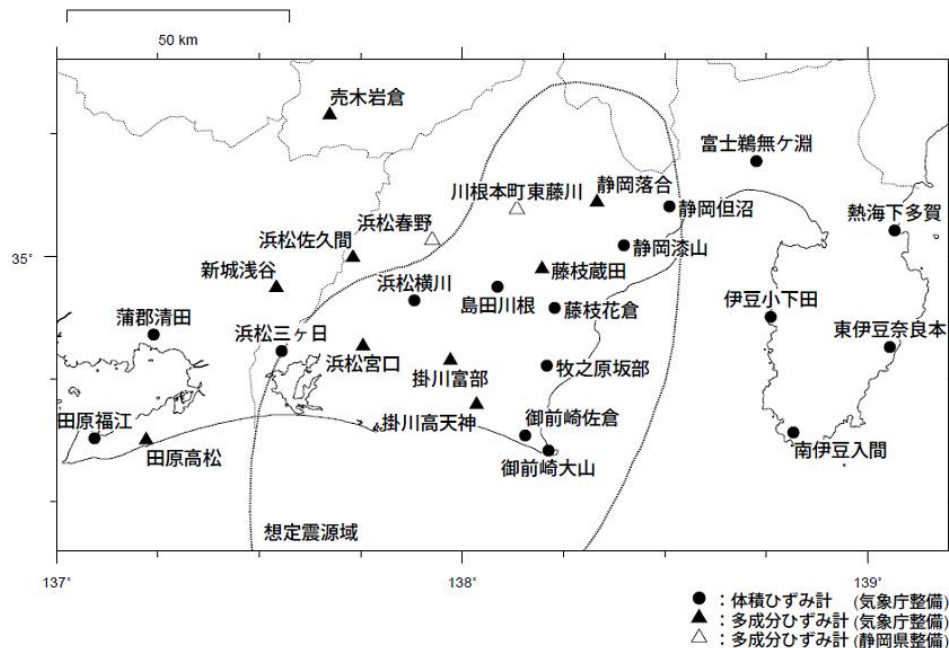 50 km
売木岩倉
富士鵜無ケ淵
川根本町東藤川
静岡落合
浜松春野
静岡但沼
熱海下多賀
浜松佐久間
静岡漆山
35°
新城浅谷
藤枝蔵田
浜松横川
島田川根
藤枝花倉
伊豆小下田
蒲郡清田
浜松三ヶ日
東伊豆奈良本
浜松宮口
掛川富部
牧之原坂部
田原福江
掛川高天神
御前崎佐倉
田原高松
御前崎大山
南伊豆入間
想定震源域
137°
138°
139°
●：体積ひずみ計 (気象庁整備)
▲：多成分ひずみ計 (気象庁整備)
△：多成分ひずみ計 (静岡県整備)